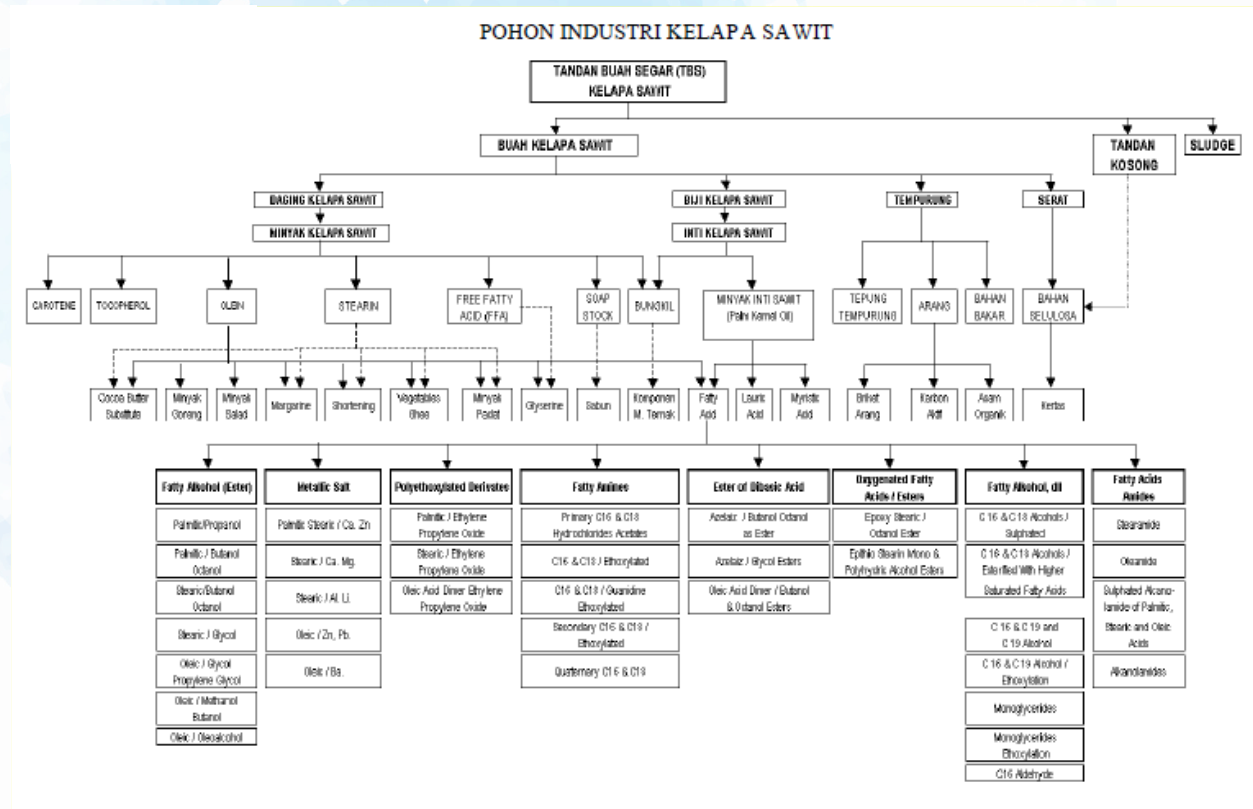 POHON INDUSTRI KELAPA SAWIT
TANDAN BUAH SEGAR (TBS)
KELAPA SAWIT
BUAH KELAPA SAWIT
TANDAN
KOSONG
SLUDGE
DAGING KELAPA SAWIT
BIJI KELAPA SAWIT
TEMPURUNG
SERAT
MINYAK KELAPA SAWIT
INTI KELAPA SAWIT
CAROTENE
TOCOPHEROL
OLEIN
STEARIN
FREE FATTY
ACID (FFA)
SOAP
STOCK
BUNGKIL
MINYAK INTI SAWIT
(Palm Kernel Oil)
TEPUNG
TEMPURUNG
ARANG
BAHAN
BAKAR
BAHAN
SELULOSA
Cocoa Butter
Substitute
Minyak
Goreng
Minyak
Salad
Margarine
Shortening
Vegetables
Ghee
Minyak
Padat
Glyserine
Sabun
Komponen
M. Ternak
Fatty
Acid
Lauric
Acid
Myristic
Acid
Briket
Arang
Karbon
Aktif
Asam
Organik
Kertas
Fatty Alkohol (Ester)
Palmitic/Propanol
Palmitic / Butanol
Octanol
Stearic/Butanol
Octanol
Stearic / Glycol
Oleic / Glycol
Propylene Glycol
Oleic / Methanol
Butanol
Oleic / Oleoalcohol
Metallic Salt
Palmitic Stearic / Ca. Zn
Stearic / Ca. Mg.
Stearic / Al. Li.
Oleic / Zn, Pb.
Oleic / Ba.
Polyethoxylated Derivates
Palmitic / Ethylene
Propylene Oxide
Stearic / Ethylene
Propylene Oxide
Oleic Acid Dimer Ethylene
Propylene Oxide
Fatty Amines
Primary C16 & C18
Hydrochlorides Acetates
C16 & C18 / Ethoxylated
C16 & C18 / Guanidine
Ethoxylated
Secondary C16 & C18 /
Ethoxylated
Quaternary C16 & C18
Ester of Dibasic Acid
Azelaic / Butanol Octanol
as Ester
Azelaic / Glycol Esters
Oleic Acid Dimer / Butanol
& Octanol Esters
Oxygenated Fatty
Acids / Esters
Epoxy Stearic /
Octanol Ester
Epithio Stearin Mono &
Polyhydric Alcohol Esters
Fatty Alkohol, dll
C 16 & C18 Alcohols /
Sulphated
C 16 & C18 Alcohols /
Esterified With Higher
Saturated Fatty Acids
C 16 & C 19 and
C 19 Alcohol
C 16 & C 19 Alcohol /
Ethoxylation
Monoglycerides
Monoglycerides
Ethoxylation
C16 Aldehyde
Fatty Acids
Amides
Stearamide
Oleamide
Sulphated Alcano-
lamide of Palmitic,
Stearic and Oleic
Acids
Alkanolamides